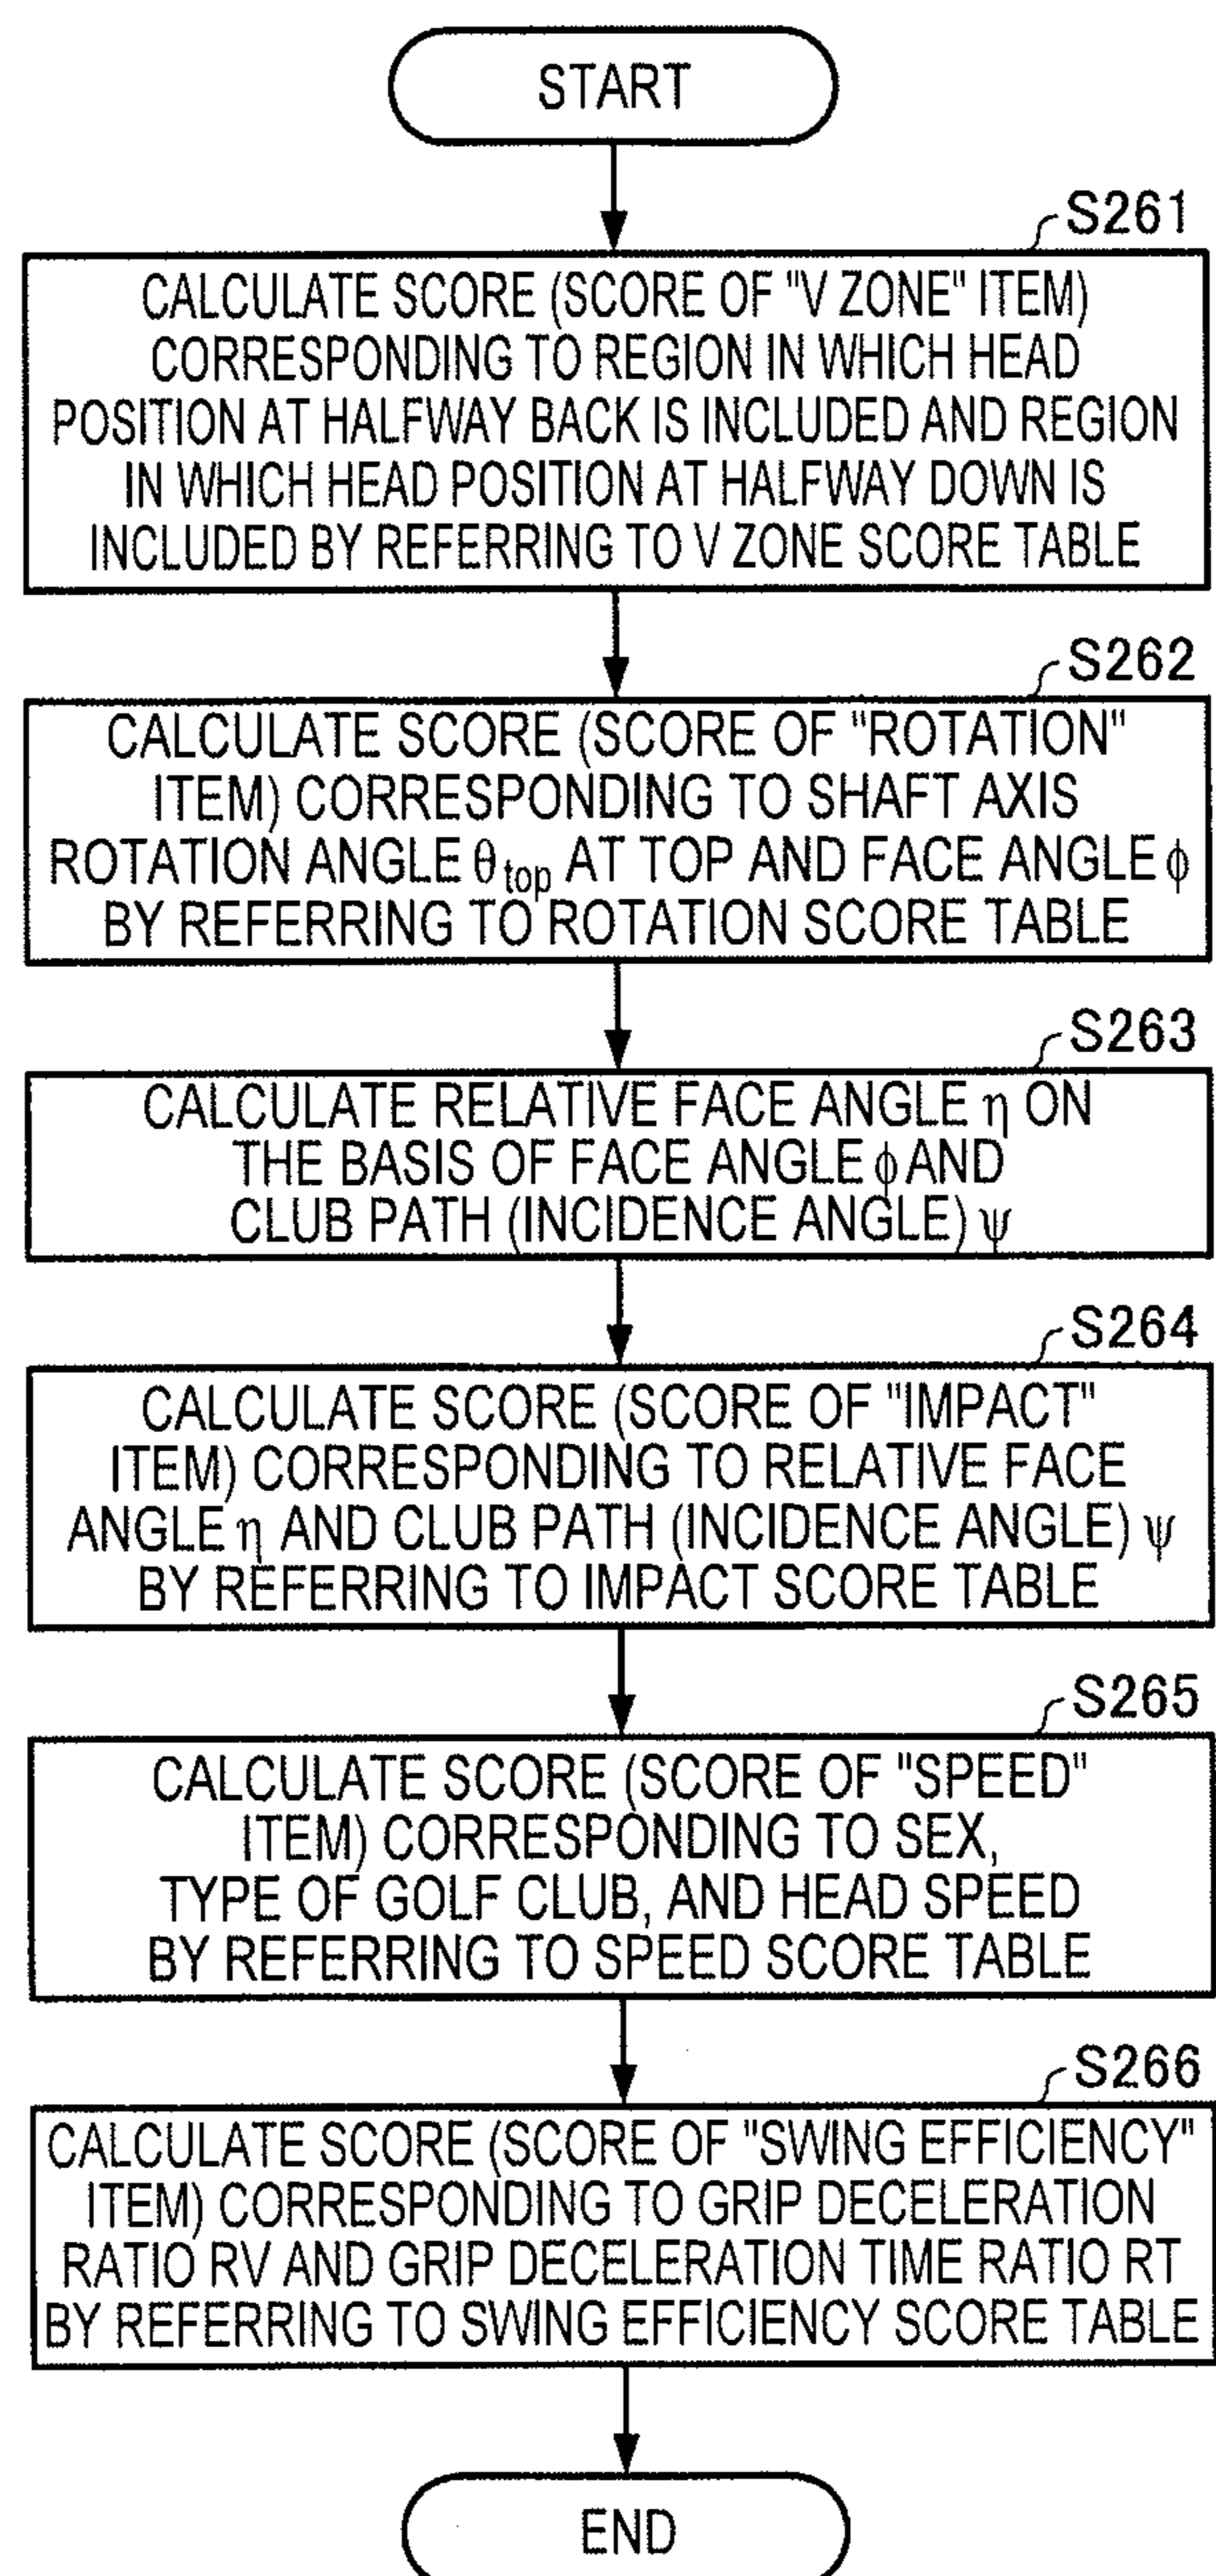 START
S261
CALCULATE SCORE (SCORE OF "V ZONE" ITEM)
CORRESPONDING TO REGION IN WHICH HEAD
POSITION AT HALFWAY BACK IS INCLUDED AND REGION
IN WHICH HEAD POSITION AT HALFWAY DOWN IS
INCLUDED BY REFERRING TO V ZONE SCORE TABLE
S262
CALCULATE SCORE (SCORE OF "ROTATION"
ITEM) CORRESPONDING TO SHAFT AXIS
ROTATION ANGLE θtop AT TOP AND FACE ANGLE ϕ
BY REFERRING TO ROTATION SCORE TABLE
S263
CALCULATE RELATIVE FACE ANGLE η ON
THE BASIS OF FACE ANGLE ϕ AND
CLUB PATH (INCIDENCE ANGLE) ψ
S264
CALCULATE SCORE (SCORE OF "IMPACT"
ITEM) CORRESPONDING TO RELATIVE FACE
ANGLE η AND CLUB PATH (INCIDENCE ANGLE) ψ
BY REFERRING TO IMPACT SCORE TABLE
S265
CALCULATE SCORE (SCORE OF "SPEED"
ITEM) CORRESPONDING TO SEX,
TYPE OF GOLF CLUB, AND HEAD SPEED
BY REFERRING TO SPEED SCORE TABLE
S266
CALCULATE SCORE (SCORE OF "SWING EFFICIENCY"
ITEM) CORRESPONDING TO GRIP DECELERATION
RATIO RV AND GRIP DECELERATION TIME RATIO RT
BY REFERRING TO SWING EFFICIENCY SCORE TABLE
END